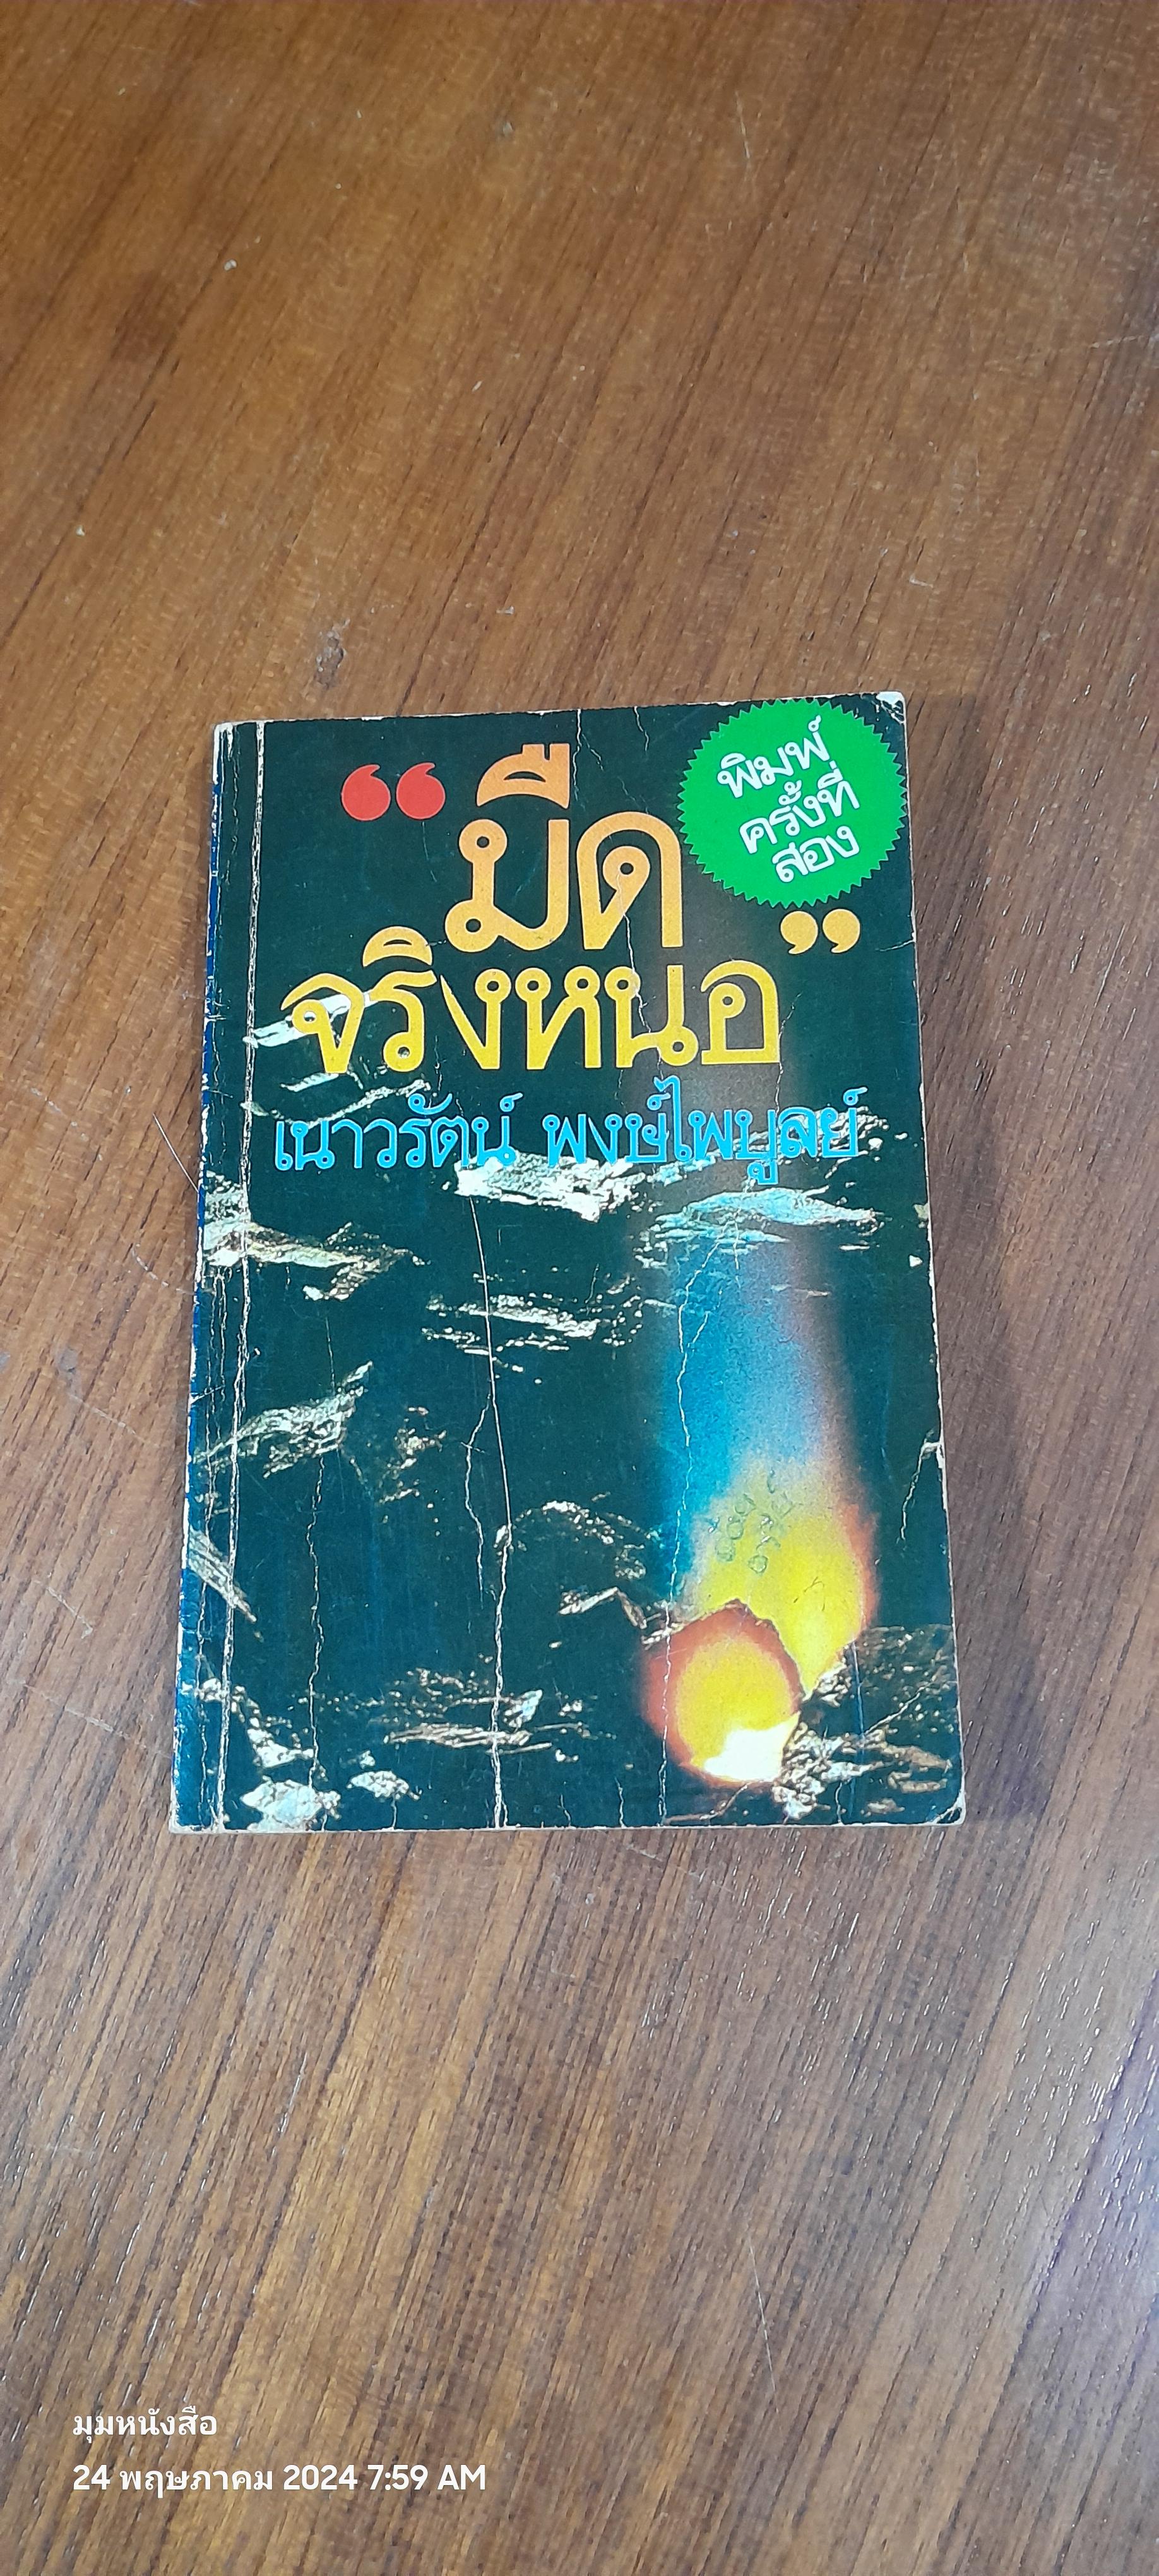 พิมพ์
ครั้งที่
สอง
“มืด
จริงหนอ”
เนาวรัตน์ พงษ์ไพบูลย์
มุมหนังสือ
24 พฤษภาคม 2024 7:59 AM